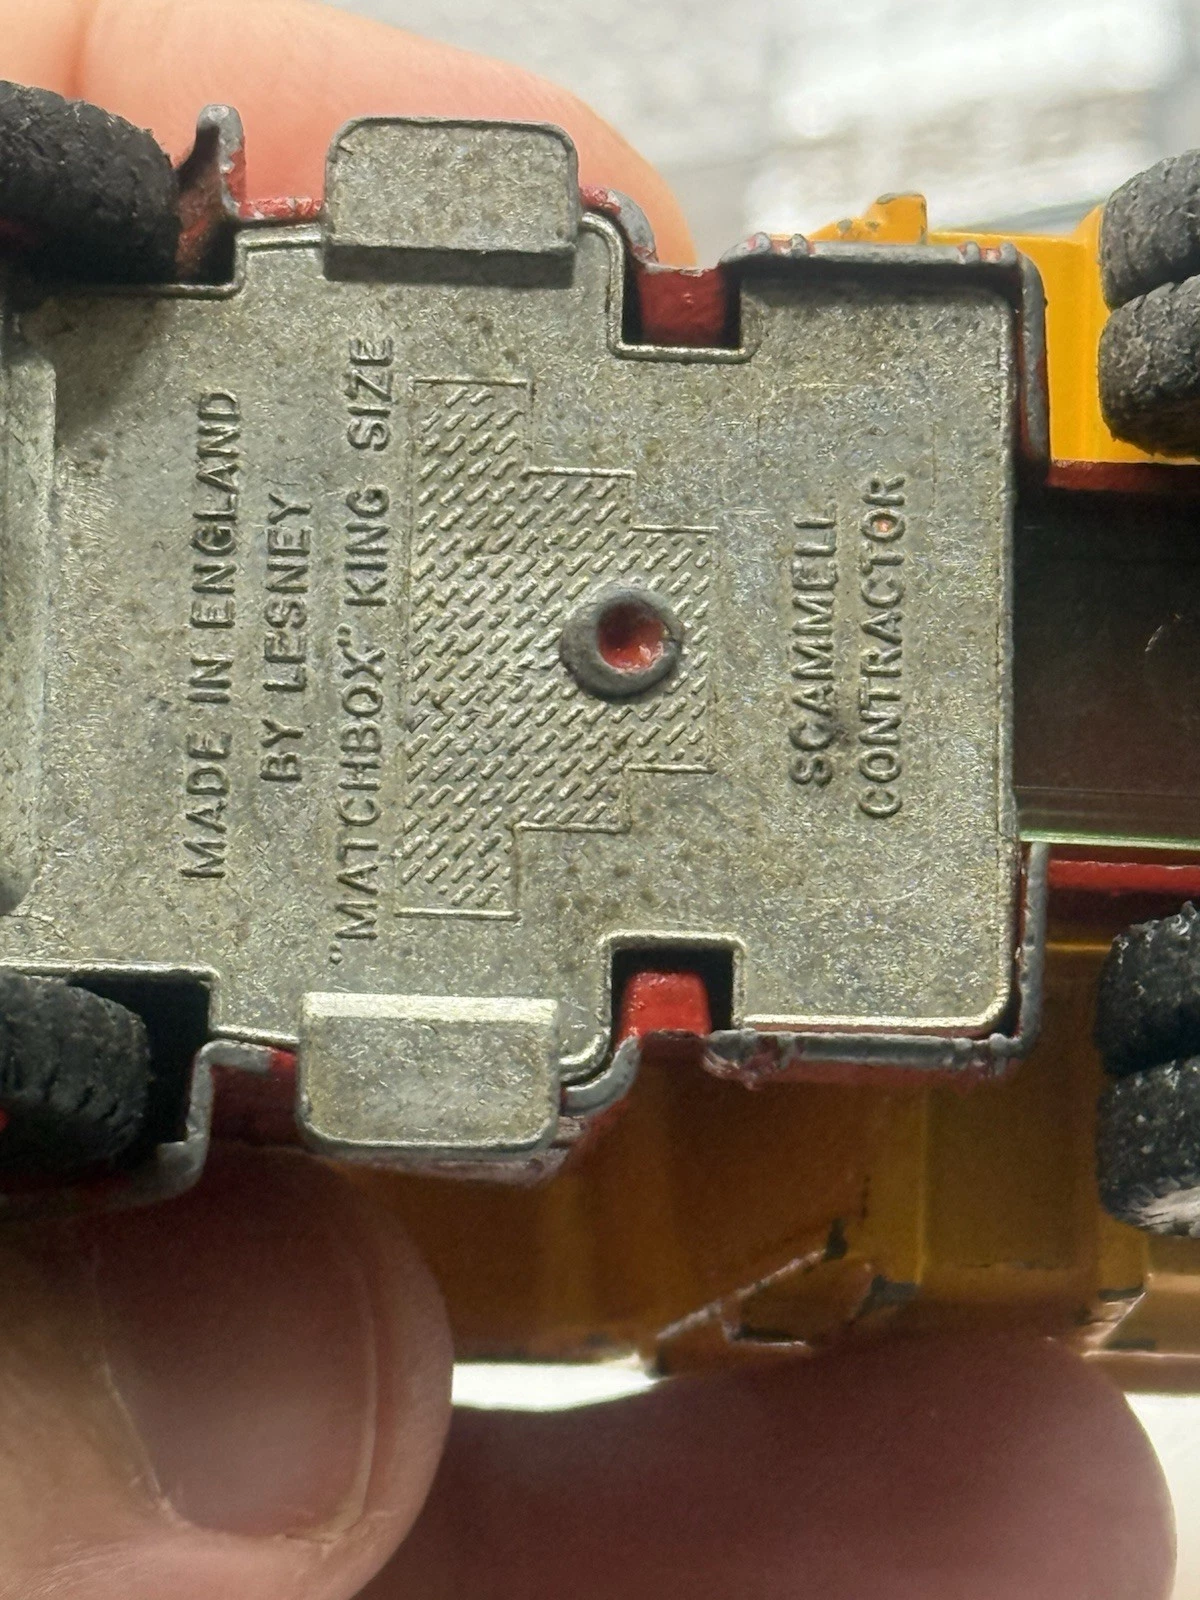 MADE IN ENGLAND
BY LESNEY
"MATCHBOX" KING SIZE
SCAMMELL
CONTRACTOR